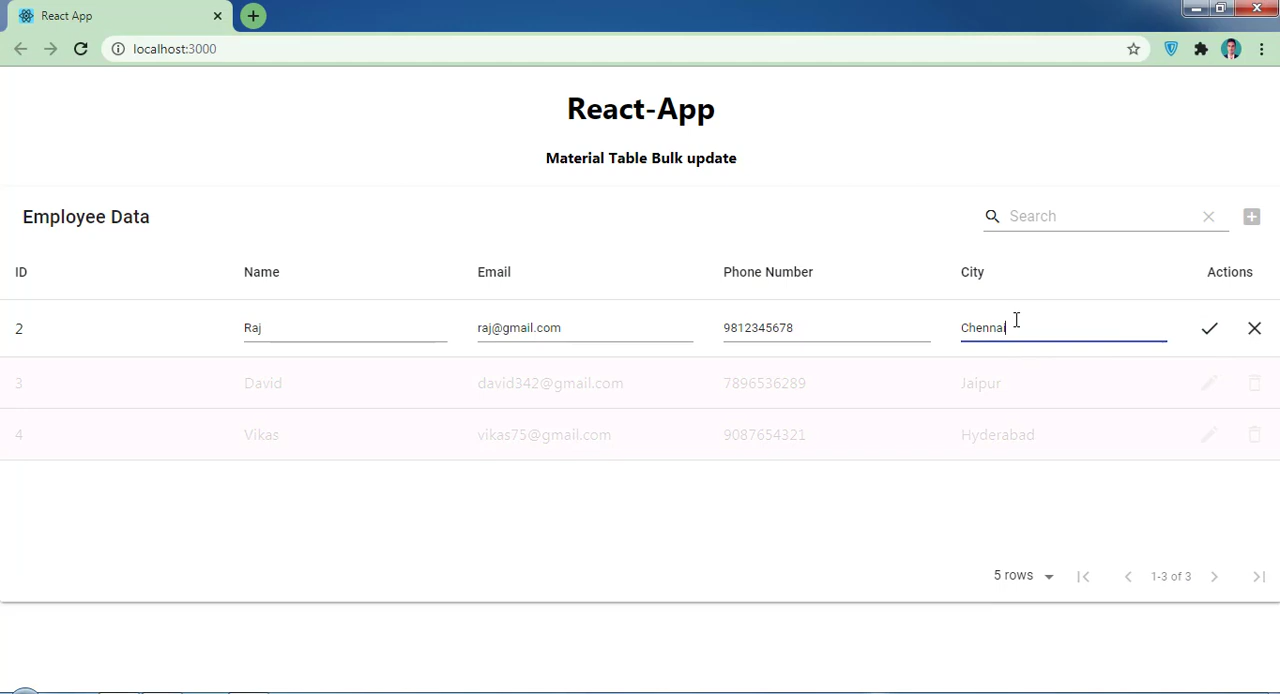 React App
localhost:3000
React-App
Material Table Bulk update
Employee Data Search
ID Name Email Phone Number City Actions
2 Raj raj@gmail.com 9812345678 Chennai
3 David david342@gmail.com 7896536289 Jaipur
4 Vikas vikas75@gmail.com 9087654321 Hyderabad
5 rows 1-3 of 3